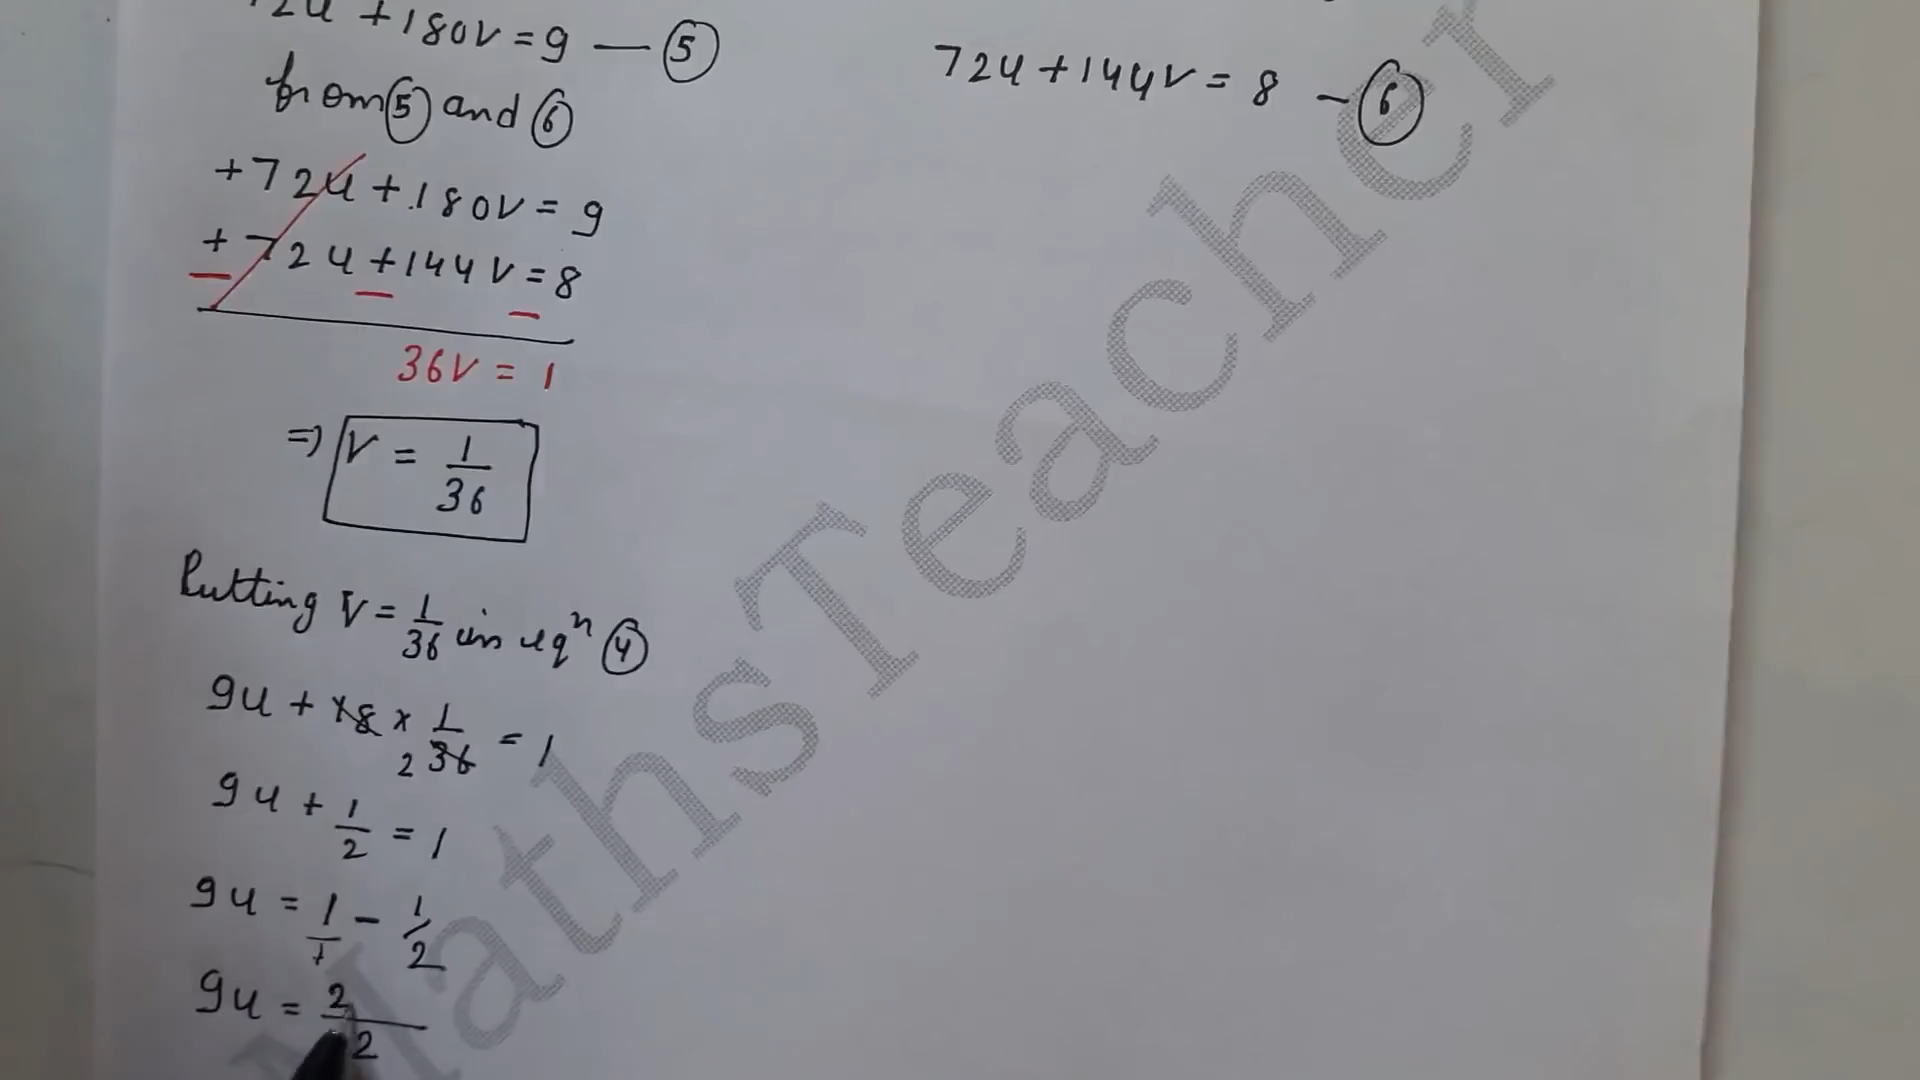 72u + 180v = 9 — ⑤
72u + 144v = 8 – ⑥
from ⑤ and ⑥
+72u + 180v = 9
+72u + 144v = 8
– – –
36v = 1
⇒ v = 1/36
Putting v = 1/36 in eqⁿ ④
9u + 18 × 1/36 = 1
2
9u + 1/2 = 1
9u = 1/1 - 1/2
9u = 2/2
MathsTeacher